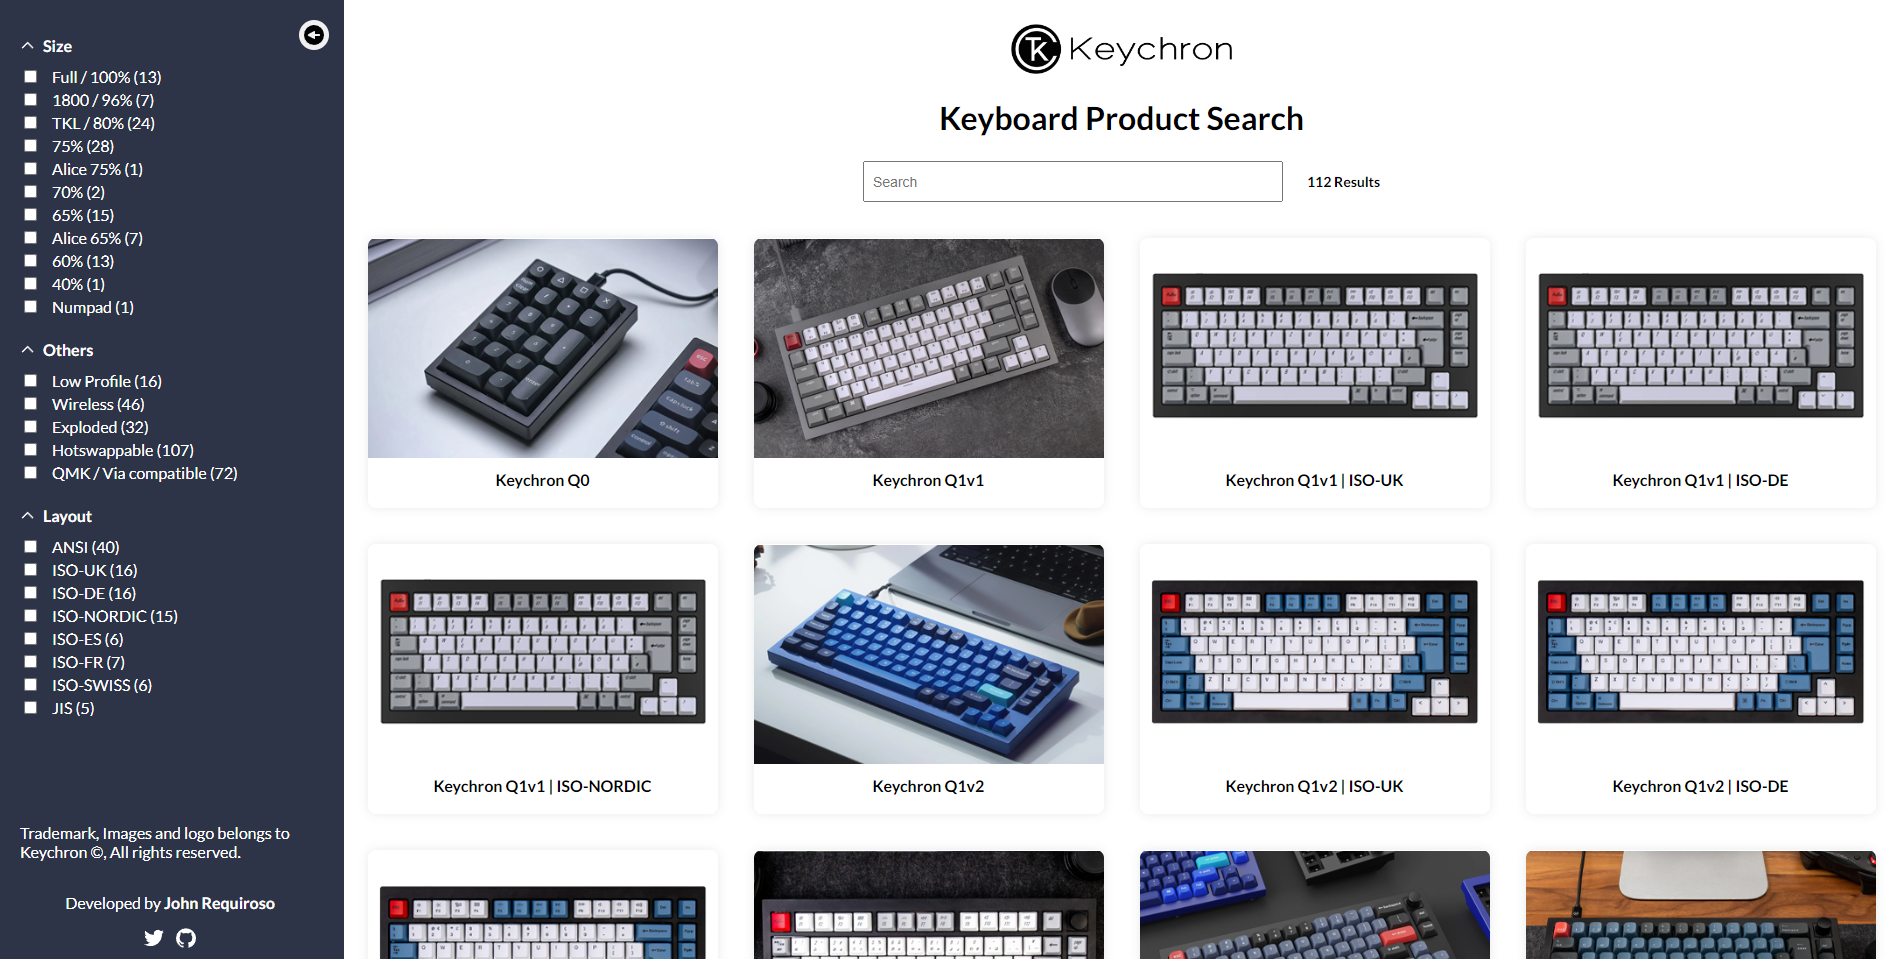 Size
Full / 100% (13)
1800 / 96% (7)
TKL / 80% (24)
75% (28)
Alice 75% (1)
70% (2)
65% (15)
Alice 65% (7)
60% (13)
40% (1)
Numpad (1)
Others
Low Profile (16)
Wireless (46)
Exploded (32)
Hotswappable (107)
QMK / Via compatible (72)
Layout
ANSI (40)
ISO-UK (16)
ISO-DE (16)
ISO-NORDIC (15)
ISO-ES (6)
ISO-FR (7)
ISO-SWISS (6)
JIS (5)
Trademark, Images and logo belongs to
Keychron ©, All rights reserved.
Developed by John Requiroso
Keychron
Keyboard Product Search
Search
112 Results
Keychron Q0
Keychron Q1v1
Keychron Q1v1 | ISO-UK
Keychron Q1v1 | ISO-DE
Keychron Q1v1 | ISO-NORDIC
Keychron Q1v2
Keychron Q1v2 | ISO-UK
Keychron Q1v2 | ISO-DE